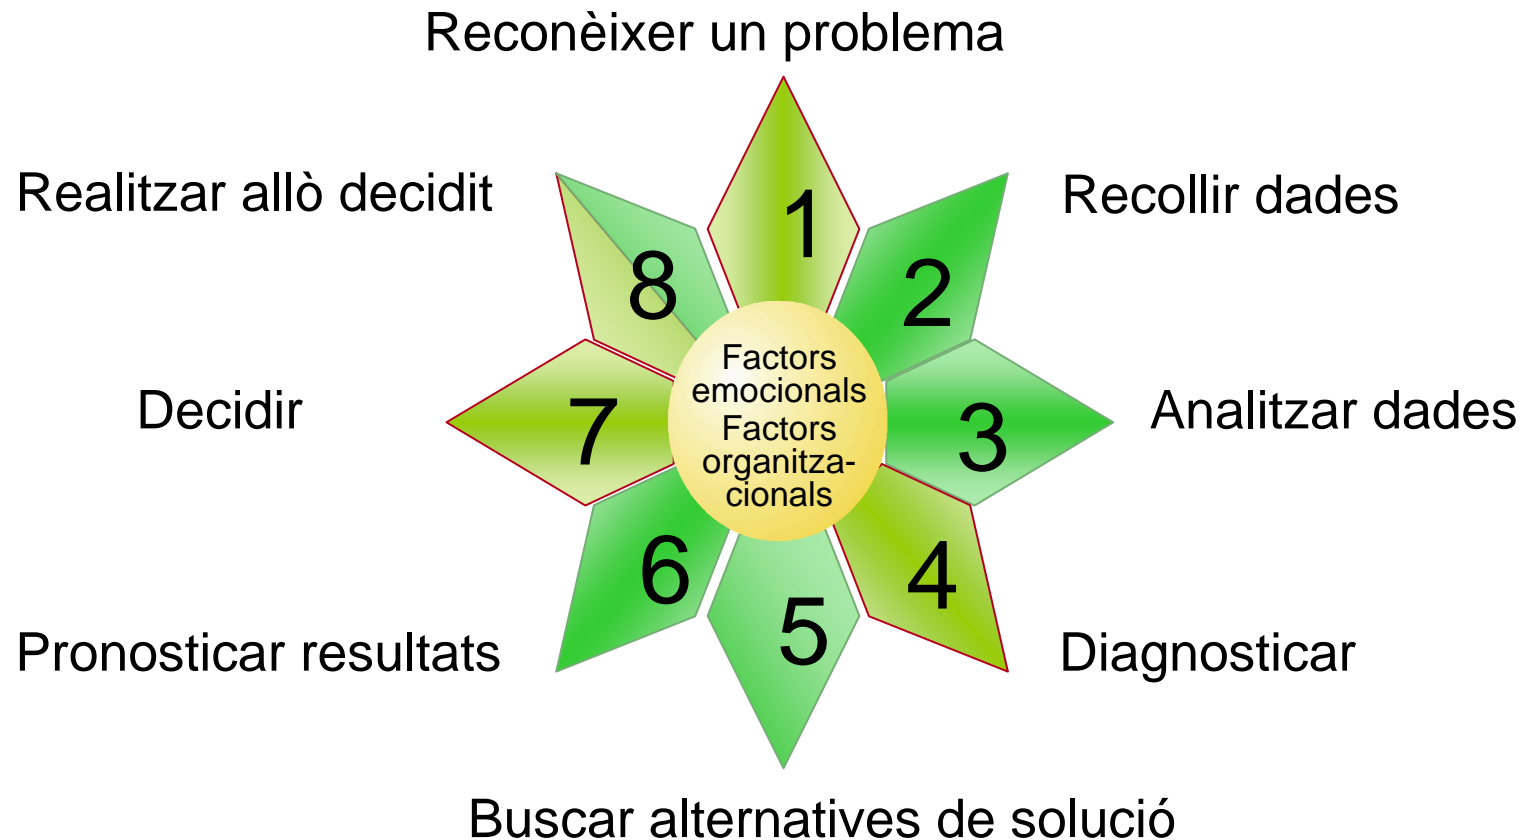 Reconèixer un problema
1
Recollir dades
2
Analitzar dades
3
Diagnosticar
4
Buscar alternatives de solució
5
Pronosticar resultats
6
Decidir
7
Realitzar allò decidit
8
Factors
emocionals
Factors
organitza-
cionals